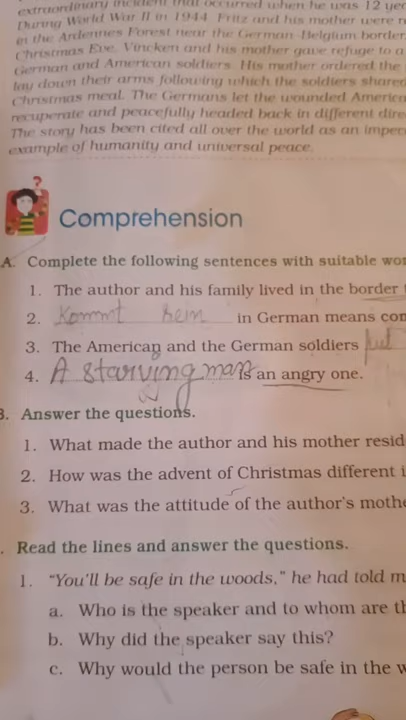 extraordinary incident that occurred when he was 12
During World War II in 1944. Fritz and his mother were
in the Ardennes Forest near the German-Belgium border
Christmas Eve, Vincken and his mother gave refuge to a
German and American soldiers. His mother ordered the
lay down their arms following which the soldiers shared
Christmas meal. The Germans let the wounded
recuperate and peacefully headed back in different
The story has been cited all over the world as an
example of humanity and universal peace.
?
Comprehension
A. Complete the following sentences with suitable
1. The author and his family lived in the border
2. Kommt hein in German means
3. The American and the German soldiers
4. A starving man is an angry one.
B. Answer the questions.
1. What made the author and his mother
2. How was the advent of Christmas different
3. What was the attitude of the author's
Read the lines and answer the questions.
1. "You'll be safe in the woods," he had told
a. Who is the speaker and to whom are
b. Why did the speaker say this?
c. Why would the person be safe in the